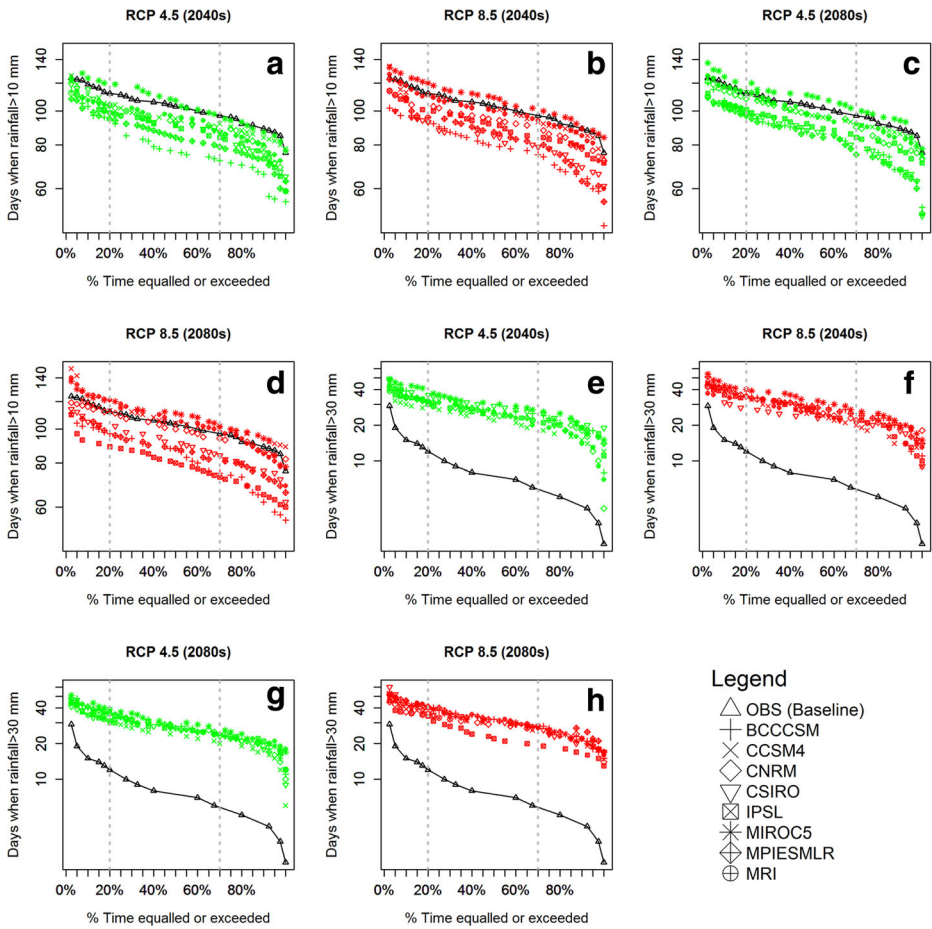 RCP 4.5 (2040s)
a
Days when rainfall>10 mm
140
100
80
60
0% 20% 40% 60% 80%
% Time equalled or exceeded
RCP 8.5 (2040s)
b
Days when rainfall>10 mm
140
100
80
60
0% 20% 40% 60% 80%
% Time equalled or exceeded
RCP 4.5 (2080s)
c
Days when rainfall>10 mm
140
100
80
60
0% 20% 40% 60% 80%
% Time equalled or exceeded
RCP 8.5 (2080s)
d
Days when rainfall>10 mm
140
100
80
60
0% 20% 40% 60% 80%
% Time equalled or exceeded
RCP 4.5 (2040s)
e
Days when rainfall>30 mm
40
20
10
0% 20% 40% 60% 80%
% Time equalled or exceeded
RCP 8.5 (2040s)
f
Days when rainfall>30 mm
40
20
10
0% 20% 40% 60% 80%
% Time equalled or exceeded
RCP 4.5 (2080s)
g
Days when rainfall>30 mm
40
20
10
0% 20% 40% 60% 80%
% Time equalled or exceeded
RCP 8.5 (2080s)
h
Days when rainfall>30 mm
40
20
10
0% 20% 40% 60% 80%
% Time equalled or exceeded
Legend
OBS (Baseline)
BCCCSM
CCSM4
CNRM
CSIRO
IPSL
MIROC5
MPIESMLR
MRI